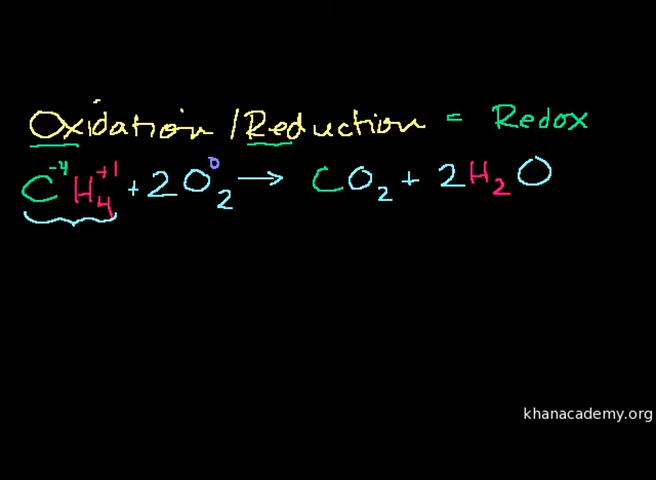 Oxidation / Reduction = Redox
C⁻⁴H₄⁺¹ + 2O₂⁰ → CO₂ + 2H₂O
khanacademy.org